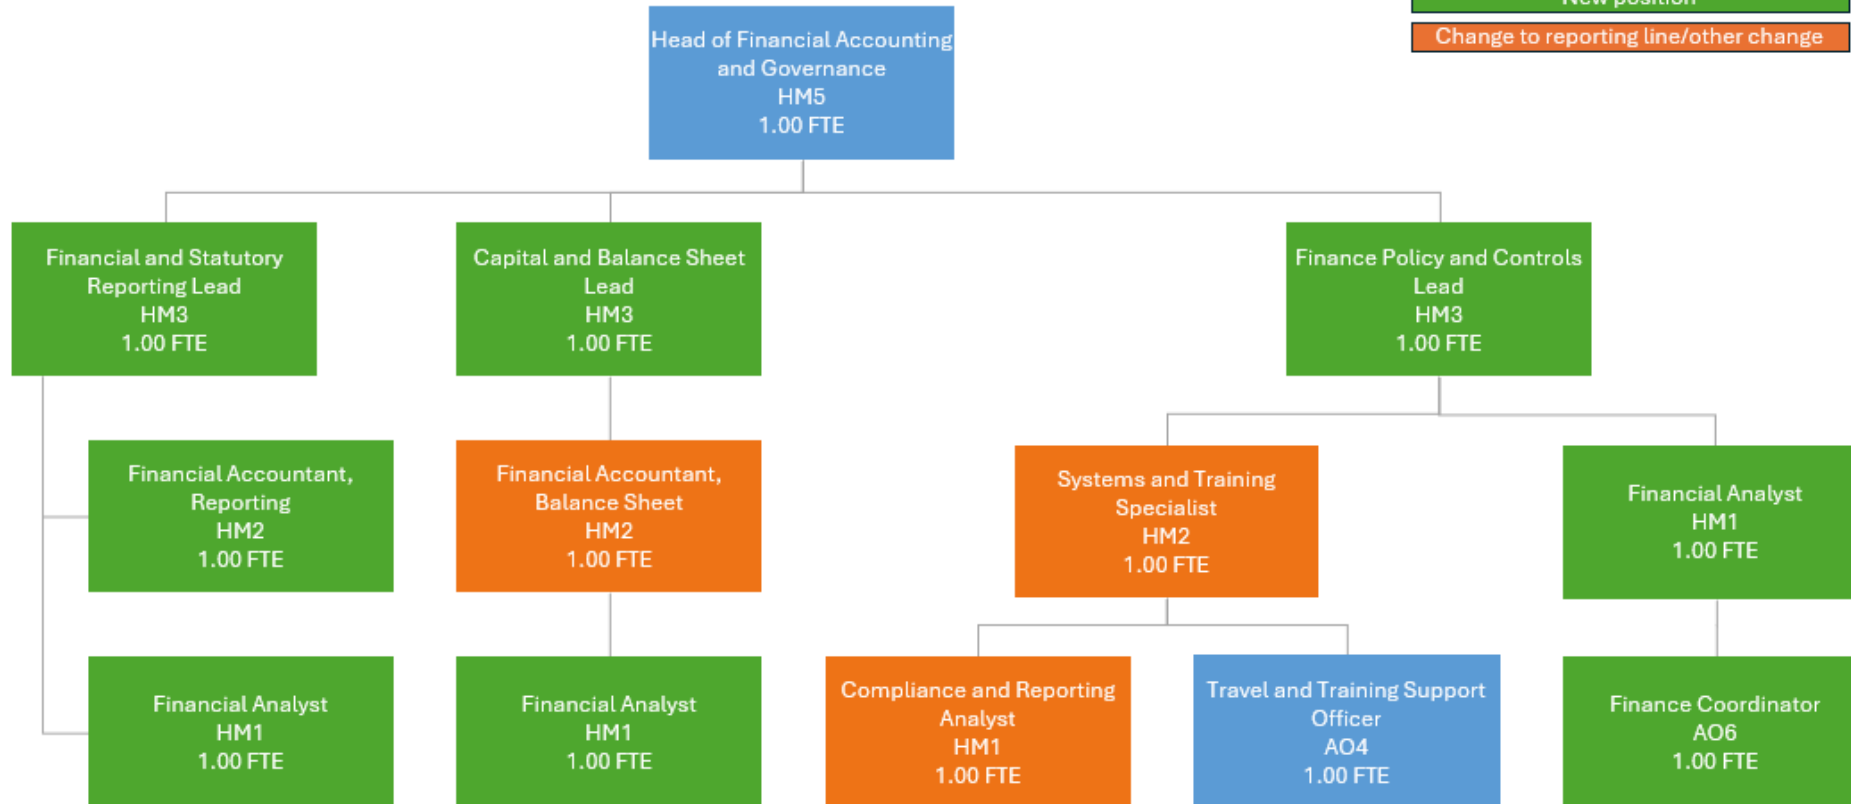 New position
Change to reporting line/other change
Head of Financial Accounting
and Governance
HM5
1.00 FTE
Financial and Statutory
Reporting Lead
HM3
1.00 FTE
Capital and Balance Sheet
Lead
HM3
1.00 FTE
Finance Policy and Controls
Lead
HM3
1.00 FTE
Financial Accountant,
Reporting
HM2
1.00 FTE
Financial Accountant,
Balance Sheet
HM2
1.00 FTE
Systems and Training
Specialist
HM2
1.00 FTE
Financial Analyst
HM1
1.00 FTE
Financial Analyst
HM1
1.00 FTE
Financial Analyst
HM1
1.00 FTE
Compliance and Reporting
Analyst
HM1
1.00 FTE
Travel and Training Support
Officer
AO4
1.00 FTE
Finance Coordinator
AO6
1.00 FTE